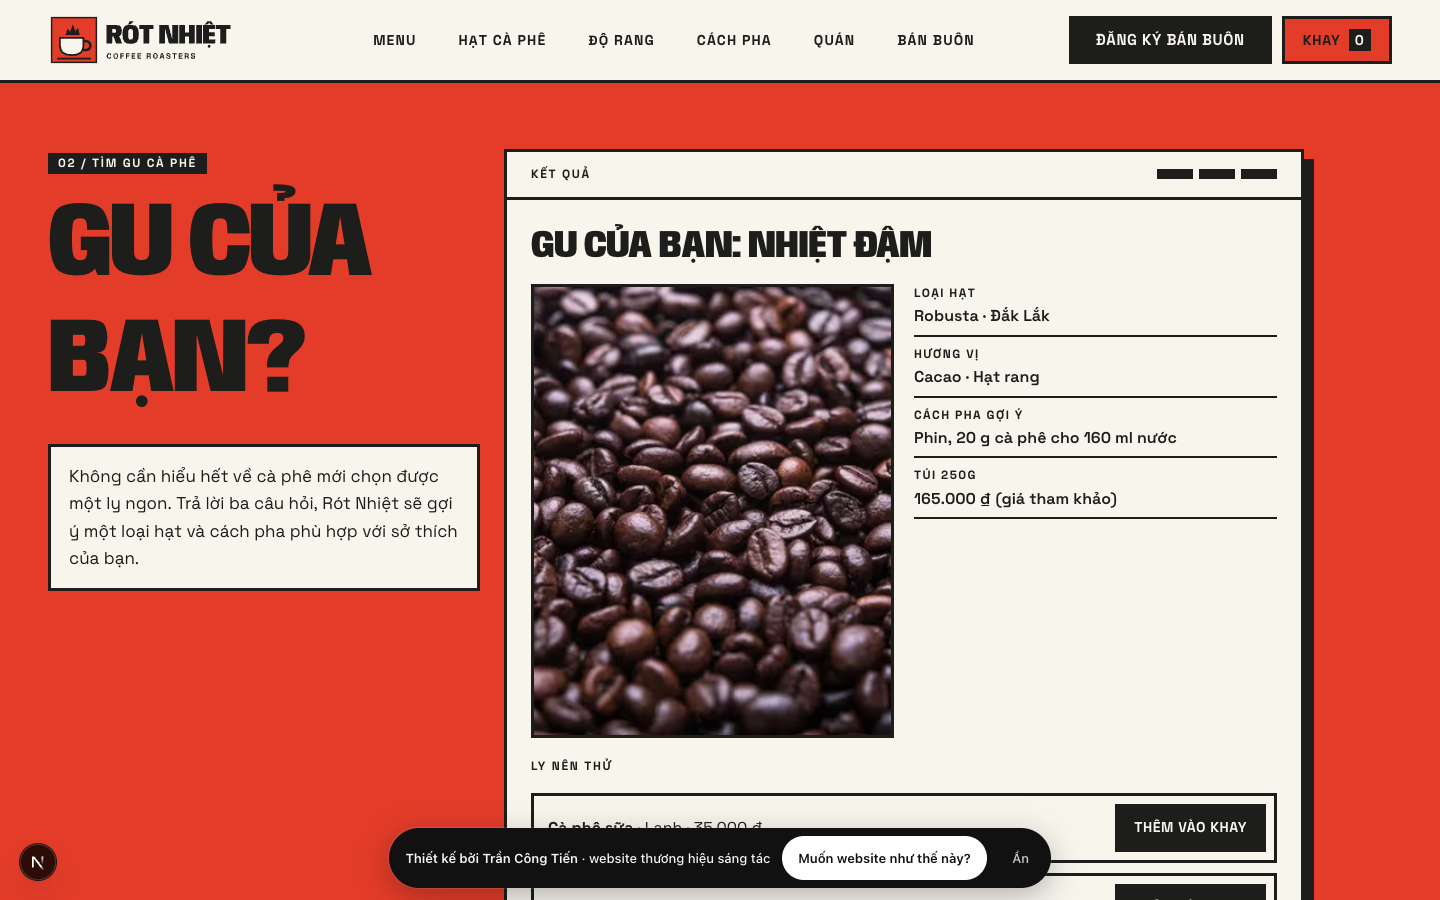 RÓT NHIỆT
COFFEE ROASTERS
MENU
HẠT CÀ PHÊ
ĐỘ RANG
CÁCH PHA
QUÁN
BÁN BUÔN
ĐĂNG KÝ BÁN BUÔN
KHAY 0
02 / TÌM GU CÀ PHÊ
GU CỦA
BẠN?
Không cần hiểu hết về cà phê mới chọn được
một ly ngon. Trả lời ba câu hỏi, Rót Nhiệt sẽ gợi
ý một loại hạt và cách pha phù hợp với sở thích
của bạn.
KẾT QUẢ
GU CỦA BẠN: NHIỆT ĐẬM
LOẠI HẠT
Robusta · Đắk Lắk
HƯƠNG VỊ
Cacao · Hạt rang
CÁCH PHA GỢI Ý
Phin, 20 g cà phê cho 160 ml nước
TÚI 250G
165.000 ₫ (giá tham khảo)
LY NÊN THỬ
Cà phê sữa · Lạnh · 35.000 ₫
THÊM VÀO KHAY
Thiết kế bởi Trần Công Tiến · website thương hiệu sáng tác
Muốn website như thế này?
Ẩn
N